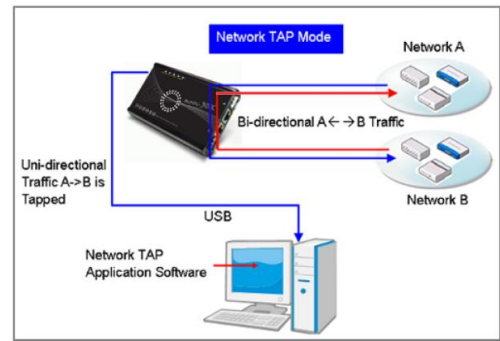 Network TAP Mode
Network A
Bi-directional A← →B Traffic
Uni-directional
Traffic A->B is
Tapped
Network B
USB
Network TAP
Application Software